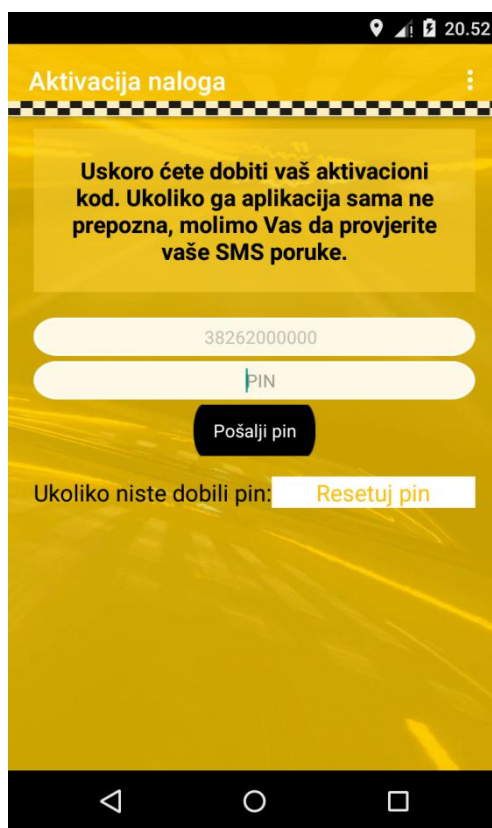 20.52
Aktivacija naloga
Uskoro ćete dobiti vaš aktivacioni
kod. Ukoliko ga aplikacija sama ne
prepozna, molimo Vas da provjerite
vaše SMS poruke.
38262000000
PIN
Pošalji pin
Ukoliko niste dobili pin: Resetuj pin